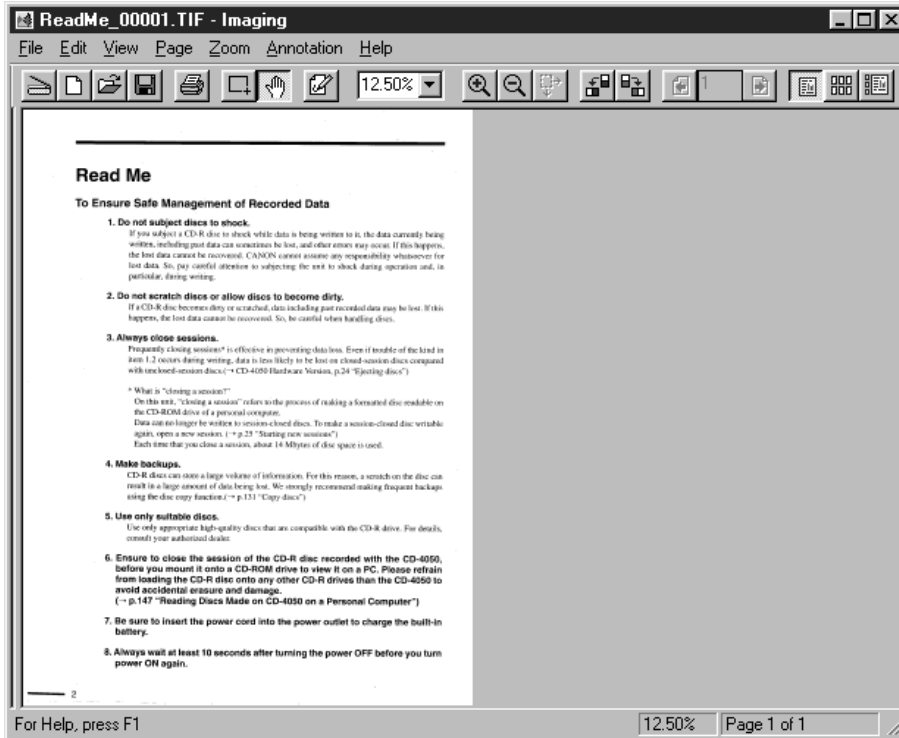 ReadMe_00001.TIF - Imaging
File Edit View Page Zoom Annotation Help
12.50% 1
Read Me
To Ensure Safe Management of Recorded Data
1. Do not subject discs to shock.
If you subject a CD-R disc to shock while data is being written to it, the data currently being
written, including past data can sometimes be lost, and other errors may occur. If this happens,
the lost data cannot be recovered. CANON cannot assume any responsibility whatsoever for
lost data. So, pay careful attention to subjecting the unit to shock during operation and, in
particular, during writing.
2. Do not scratch discs or allow discs to become dirty.
If a CD-R disc becomes dirty or scratched, data including past recorded data may be lost. If this
happens, the lost data cannot be recovered. So, be careful when handling discs.
3. Always close sessions.
Frequently closing sessions* is effective in preventing data loss. Even if trouble of the kind in
item 1.2 occurs during writing, data is less likely to be lost on closed-session discs compared
with unclosed-session discs.(→ CD-4050 Hardware Version, p.24 "Ejecting discs")
* What is "closing a session?"
On this unit, "closing a session" refers to the process of making a formatted disc readable on
the CD-ROM drive of a personal computer.
Data can no longer be written to session-closed discs. To make a session-closed disc writable
again, open a new session. (→ p.25 "Starting new sessions")
Each time that you close a session, about 14 Mbytes of disc space is used.
4. Make backups.
CD-R discs can store a large volume of information. For this reason, a scratch on the disc can
result in a large amount of data being lost. We strongly recommend making frequent backups
using the disc copy function.(→ p.131 "Copy discs")
5. Use only suitable discs.
Use only appropriate high-quality discs that are compatible with the CD-R drive. For details,
consult your authorized dealer.
6. Ensure to close the session of the CD-R disc recorded with the CD-4050,
before you mount it onto a CD-ROM drive to view it on a PC. Please refrain
from loading the CD-R disc onto any other CD-R drives than the CD-4050 to
avoid accidental erasure and damage.
(→ p.147 "Reading Discs Made on CD-4050 on a Personal Computer")
7. Be sure to insert the power cord into the power outlet to charge the built-in
battery.
8. Always wait at least 10 seconds after turning the power OFF before you turn
power ON again.
2
For Help, press F1 12.50% Page 1 of 1